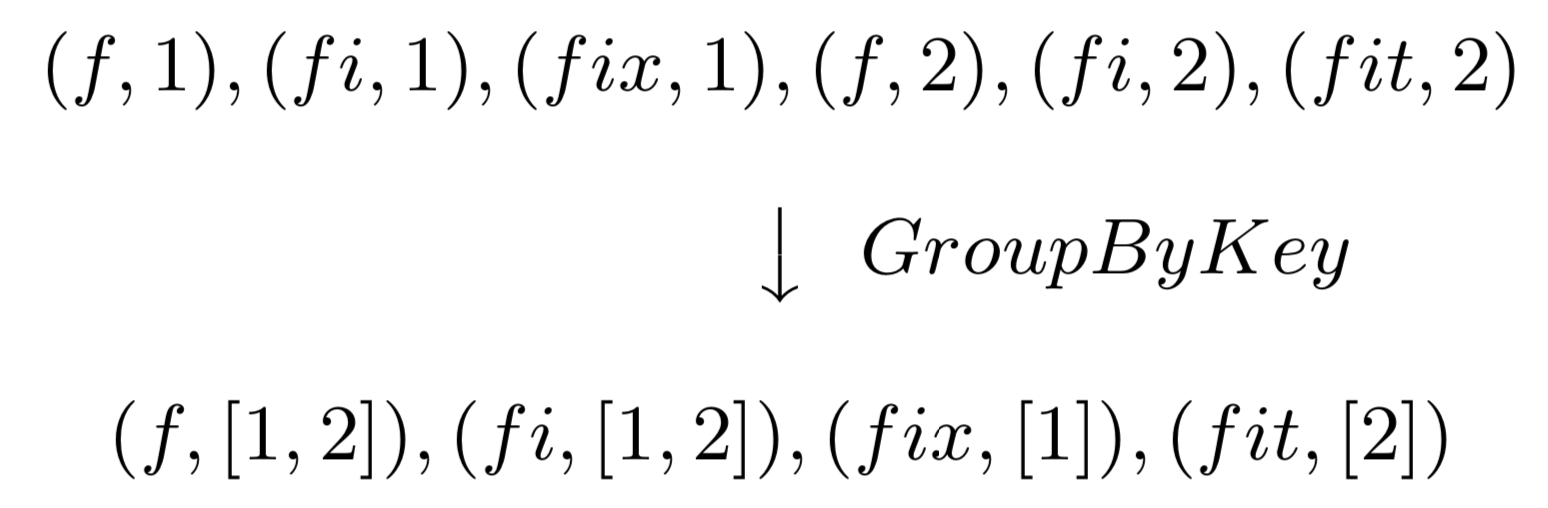 (f, 1), (fi, 1), (fix, 1), (f, 2), (fi, 2), (fit, 2)
↓ GroupByKey
(f, [1, 2]), (fi, [1, 2]), (fix, [1]), (fit, [2])